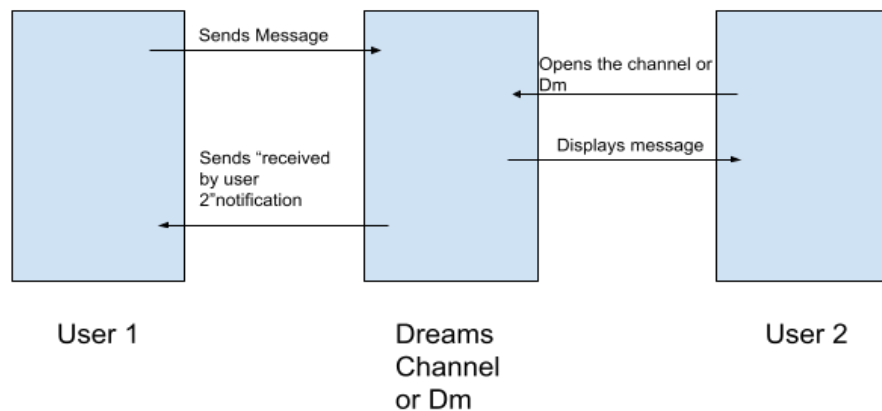 Sends Message
Opens the channel or
Dm
Displays message
Sends “received
by user
2”notification
User 1
Dreams
Channel
or Dm
User 2